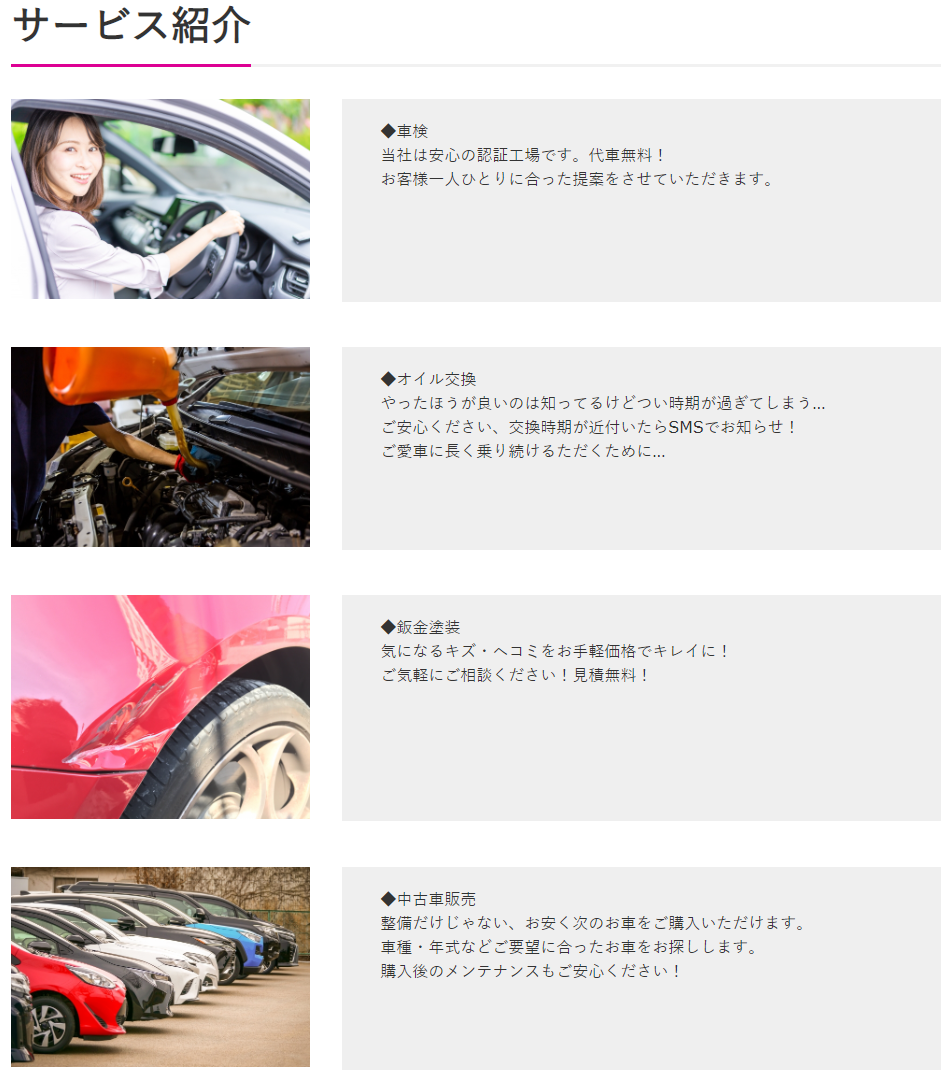 サービス紹介
◆車検
当社は安心の認証工場です。代車無料！
お客様一人ひとりに合った提案をさせていただきます。
◆オイル交換
やったほうが良いのは知ってるけどつい時期が過ぎてしまう...
ご安心ください、交換時期が近付いたらSMSでお知らせ！
ご愛車に長く乗り続けるただくために...
◆鈑金塗装
気になるキズ・ヘコミをお手軽価格でキレイに！
ご気軽にご相談ください！見積無料！
◆中古車販売
整備だけじゃない、お安く次のお車をご購入いただけます。
車種・年式などご要望に合ったお車をお探しします。
購入後のメンテナンスもご安心ください！